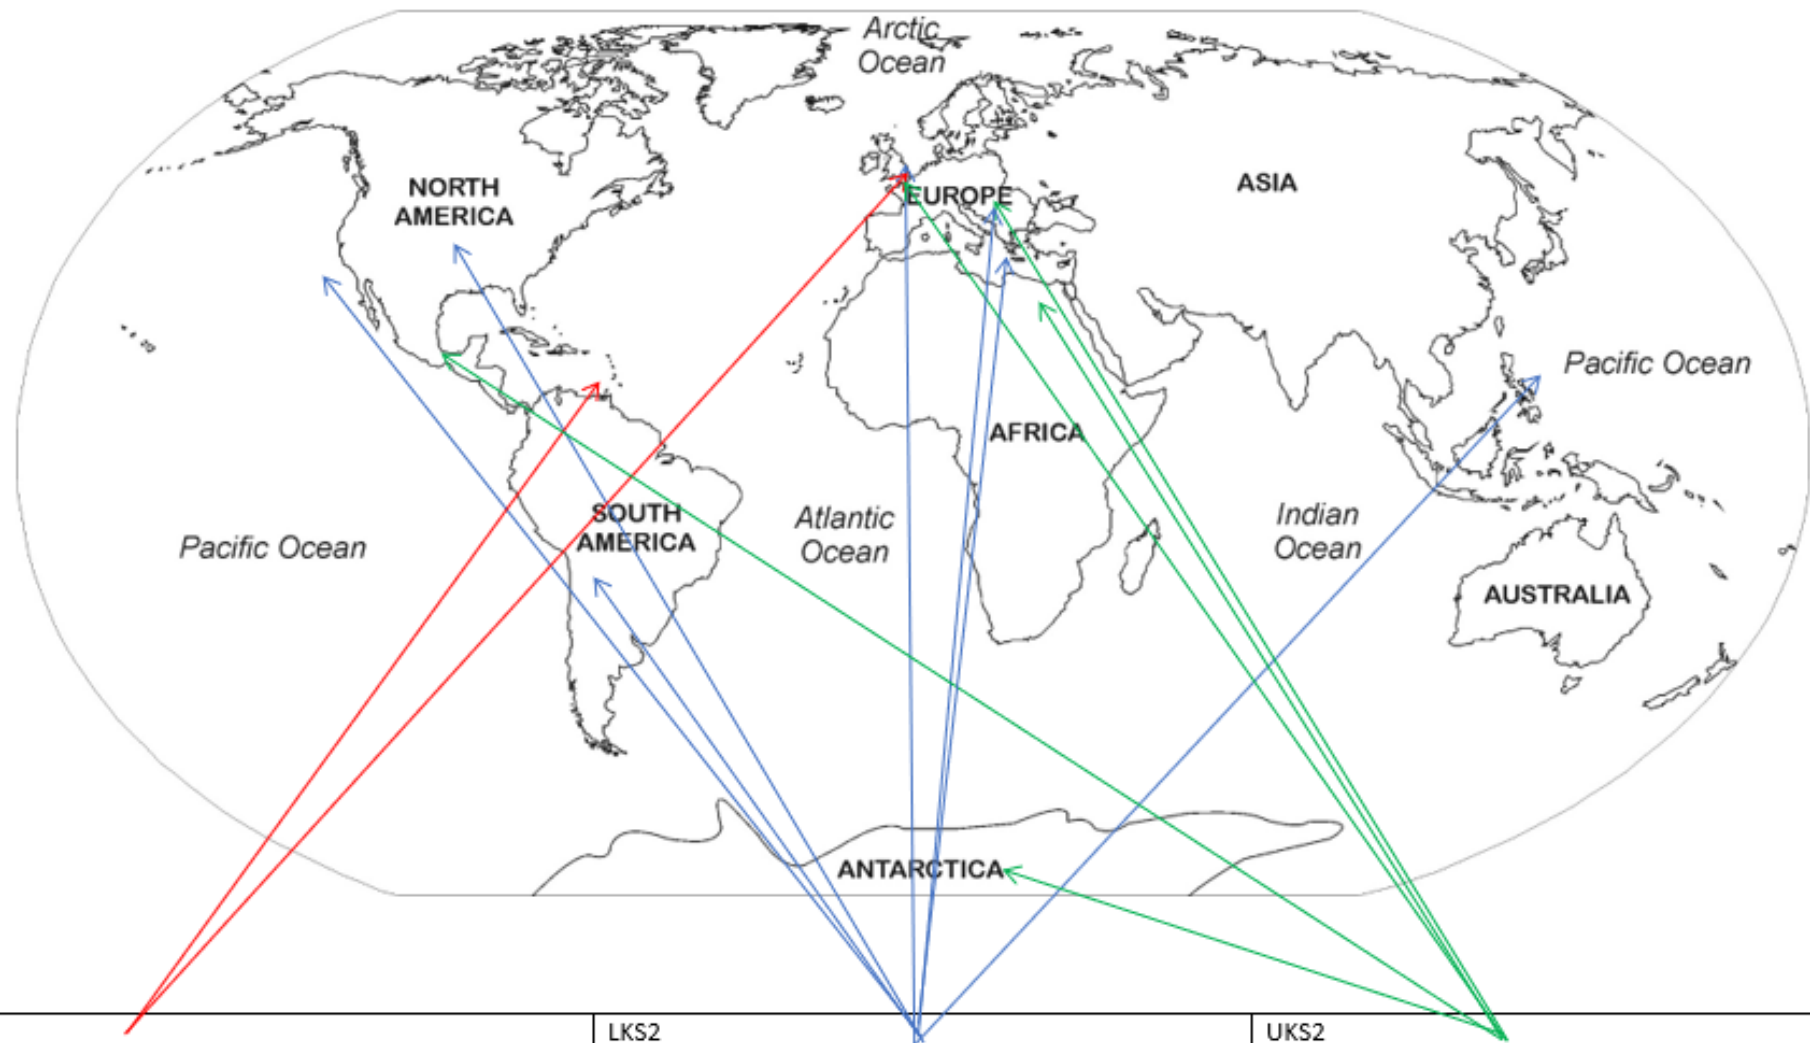 Arctic
Ocean
NORTH
AMERICA
EUROPE
ASIA
Pacific Ocean
AFRICA
SOUTH
AMERICA
Atlantic
Ocean
Indian
Ocean
Pacific Ocean
AUSTRALIA
ANTARCTICA
LKS2
UKS2